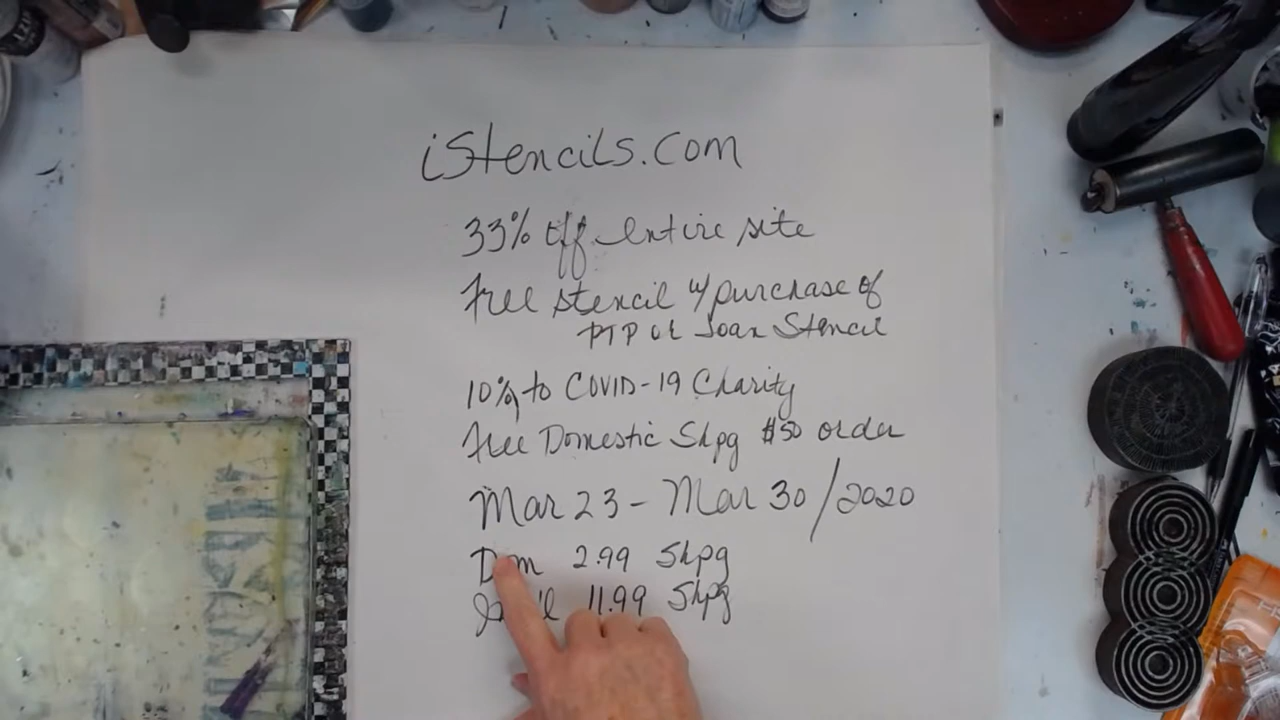 iStencils.com
33% off entire site
Free stencil w/purchase of
PTP or Joan Stencil
10% to COVID-19 Charity
Free Domestic Shpg $50 order
Mar 23 - Mar 30/2020
Dom 2.99 Shpg
11.99 Shpg